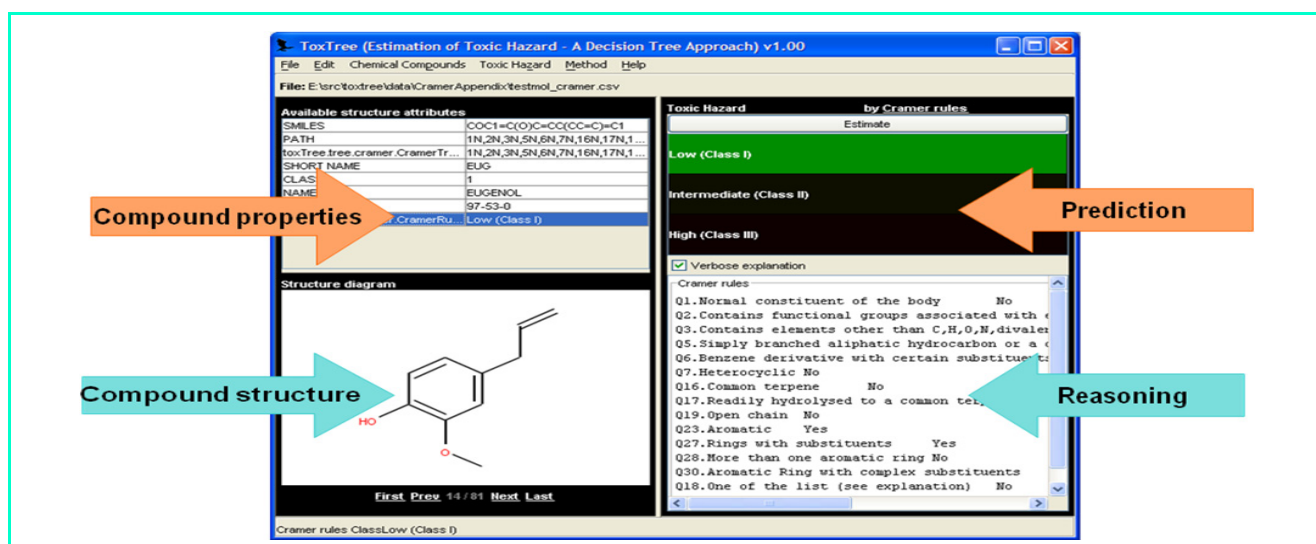 ToxTree (Estimation of Toxic Hazard - A Decision Tree Approach) v1.00
File Edit Chemical Compounds Toxic Hazard Method Help
File: E:\src\toxtree\data\CramerAppendix\testmol_cramer.csv
Available structure attributes
SMILES COC1=C(O)C=CC(CC=C)=C1
PATH 1N,2N,3N,5N,6N,7N,16N,17N,1...
toxTree.tree.cramer.CramerTr... 1N,2N,3N,5N,6N,7N,16N,17N,1...
SHORT NAME EUG
CLAS 1
NAME EUGENOL
97-53-0
er.CramerRu... Low (Class I)
Compound properties
Structure diagram
HO
O
Compound structure
First Prev 14/81 Next Last
Toxic Hazard by Cramer rules
Estimate
Low (Class I)
Intermediate (Class II)
High (Class III)
Prediction
Verbose explanation
Cramer rules
Q1.Normal constituent of the body No
Q2.Contains functional groups associated with e
Q3.Contains elements other than C,H,O,N,divalen
Q5.Simply branched aliphatic hydrocarbon or a c
Q6.Benzene derivative with certain substituents
Q7.Heterocyclic No
Q16.Common terpene No
Q17.Readily hydrolysed to a common ter
Q19.Open chain No
Q23.Aromatic Yes
Q27.Rings with substituents Yes
Q28.More than one aromatic ring No
Q30.Aromatic Ring with complex substituents
Q18.One of the list (see explanation) No
Reasoning
Cramer rules ClassLow (Class I)